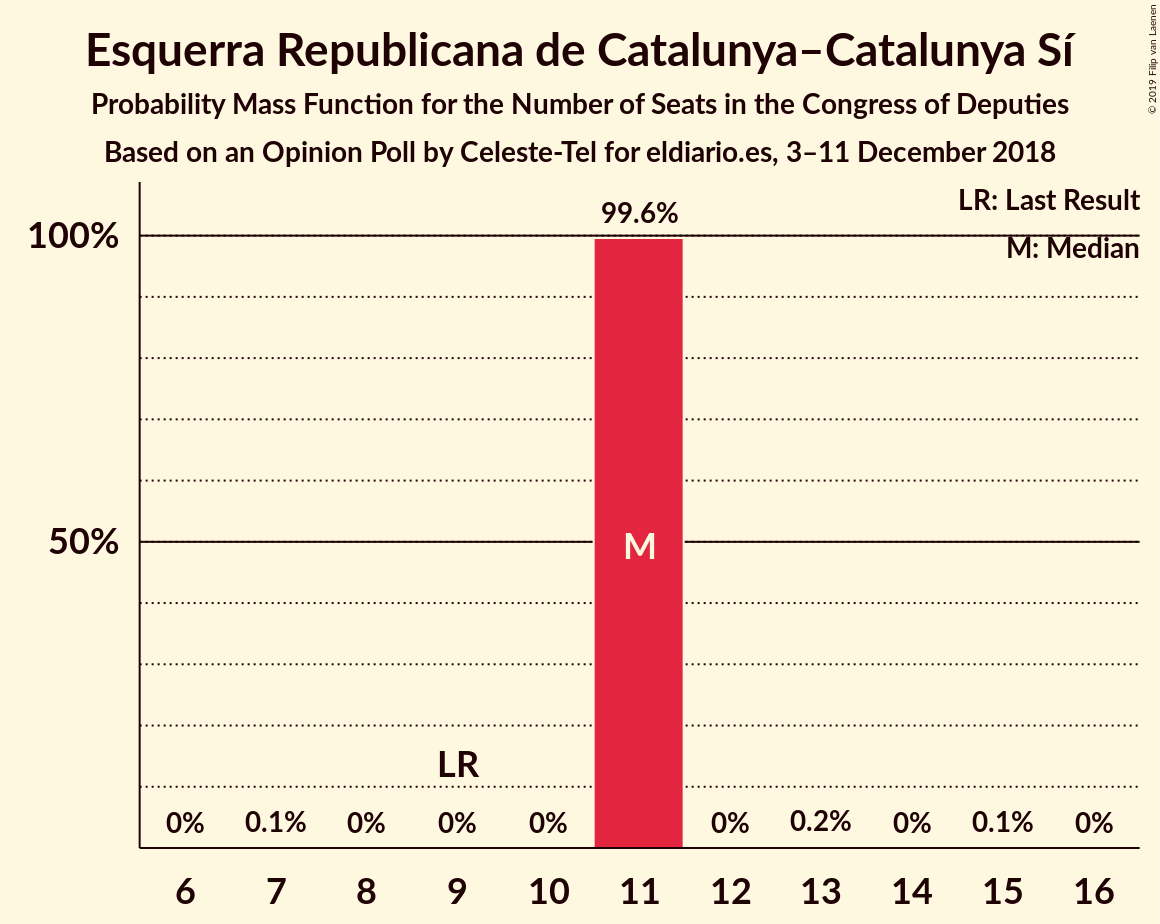 Esquerra Republicana de Catalunya–Catalunya Sí
Probability Mass Function for the Number of Seats in the Congress of Deputies
Based on an Opinion Poll by Celeste-Tel for eldiario.es, 3–11 December 2018
© 2019 Filip van Laenen
LR: Last Result
M: Median
99.6%
100%
50%
M
LR
0% 0.1% 0% 0% 0% 0% 0.2% 0% 0.1% 0%
6 7 8 9 10 11 12 13 14 15 16